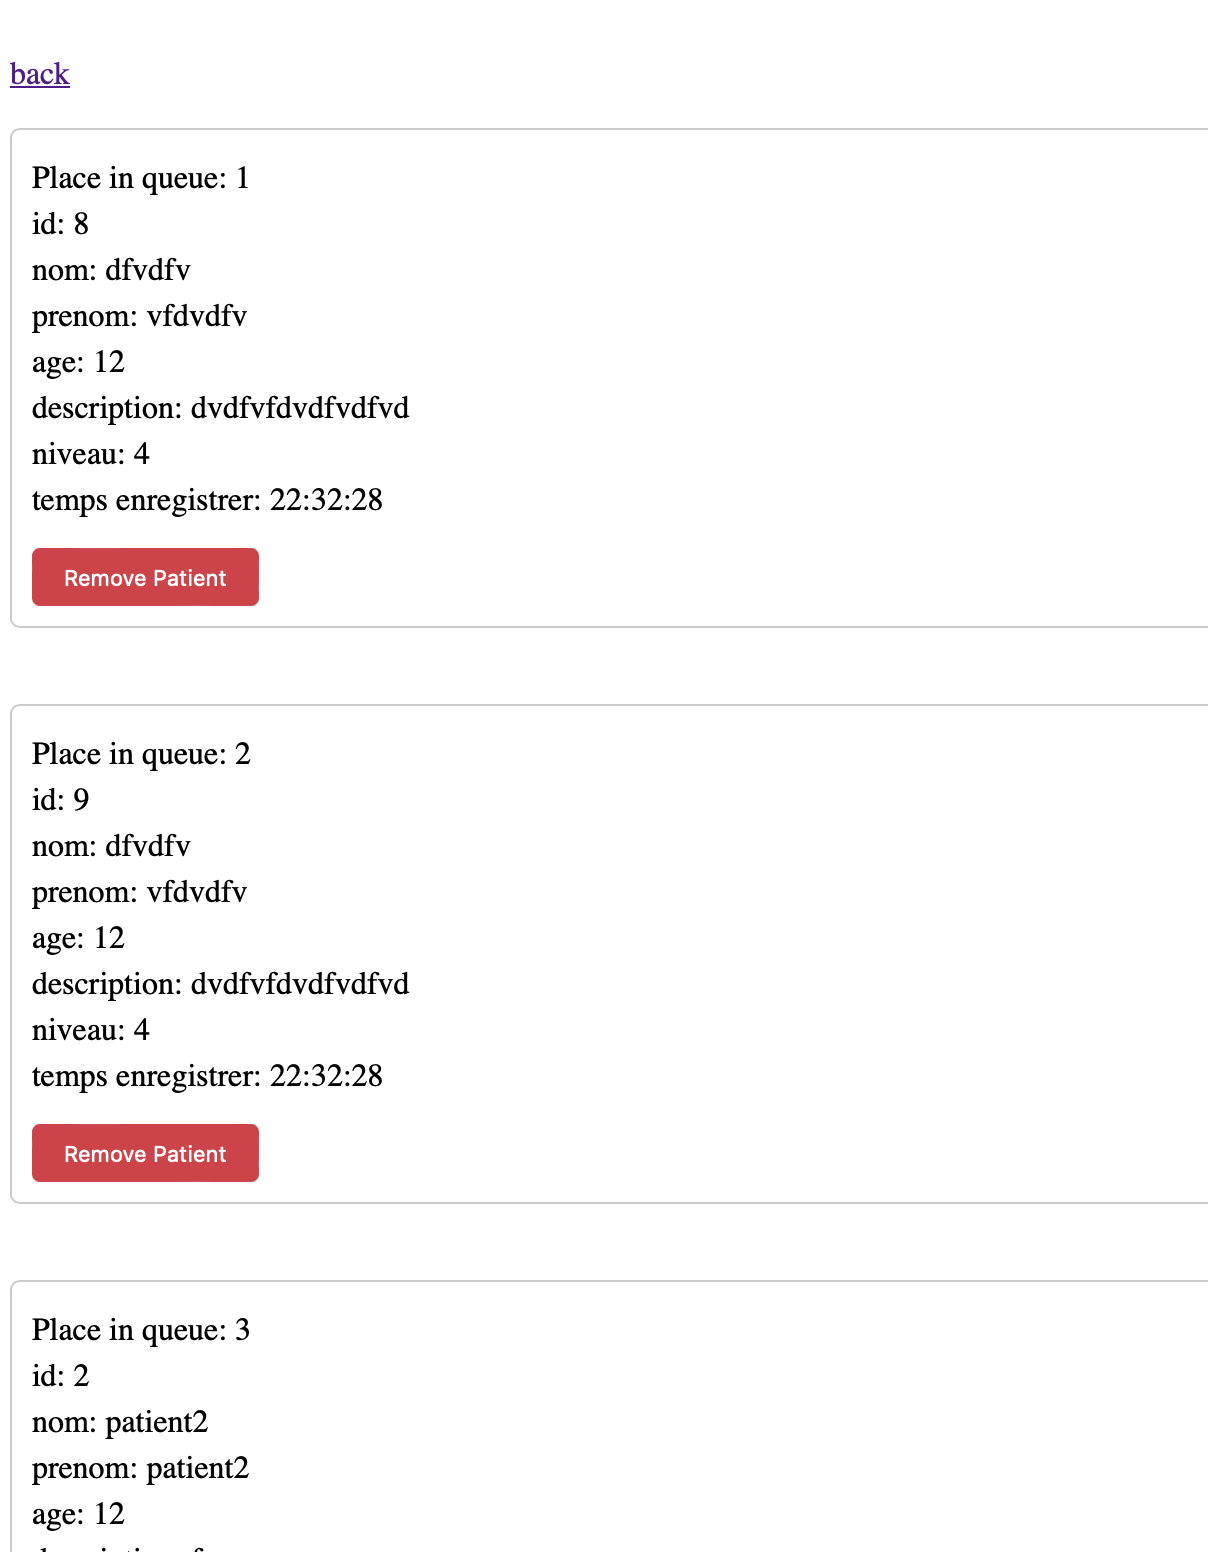 back
Place in queue: 1
id: 8
nom: dfvdfv
prenom: vfdvdfv
age: 12
description: dvdfvfdvdfvdfvd
niveau: 4
temps enregistrer: 22:32:28
Remove Patient
Place in queue: 2
id: 9
nom: dfvdfv
prenom: vfdvdfv
age: 12
description: dvdfvfdvdfvdfvd
niveau: 4
temps enregistrer: 22:32:28
Remove Patient
Place in queue: 3
id: 2
nom: patient2
prenom: patient2
age: 12